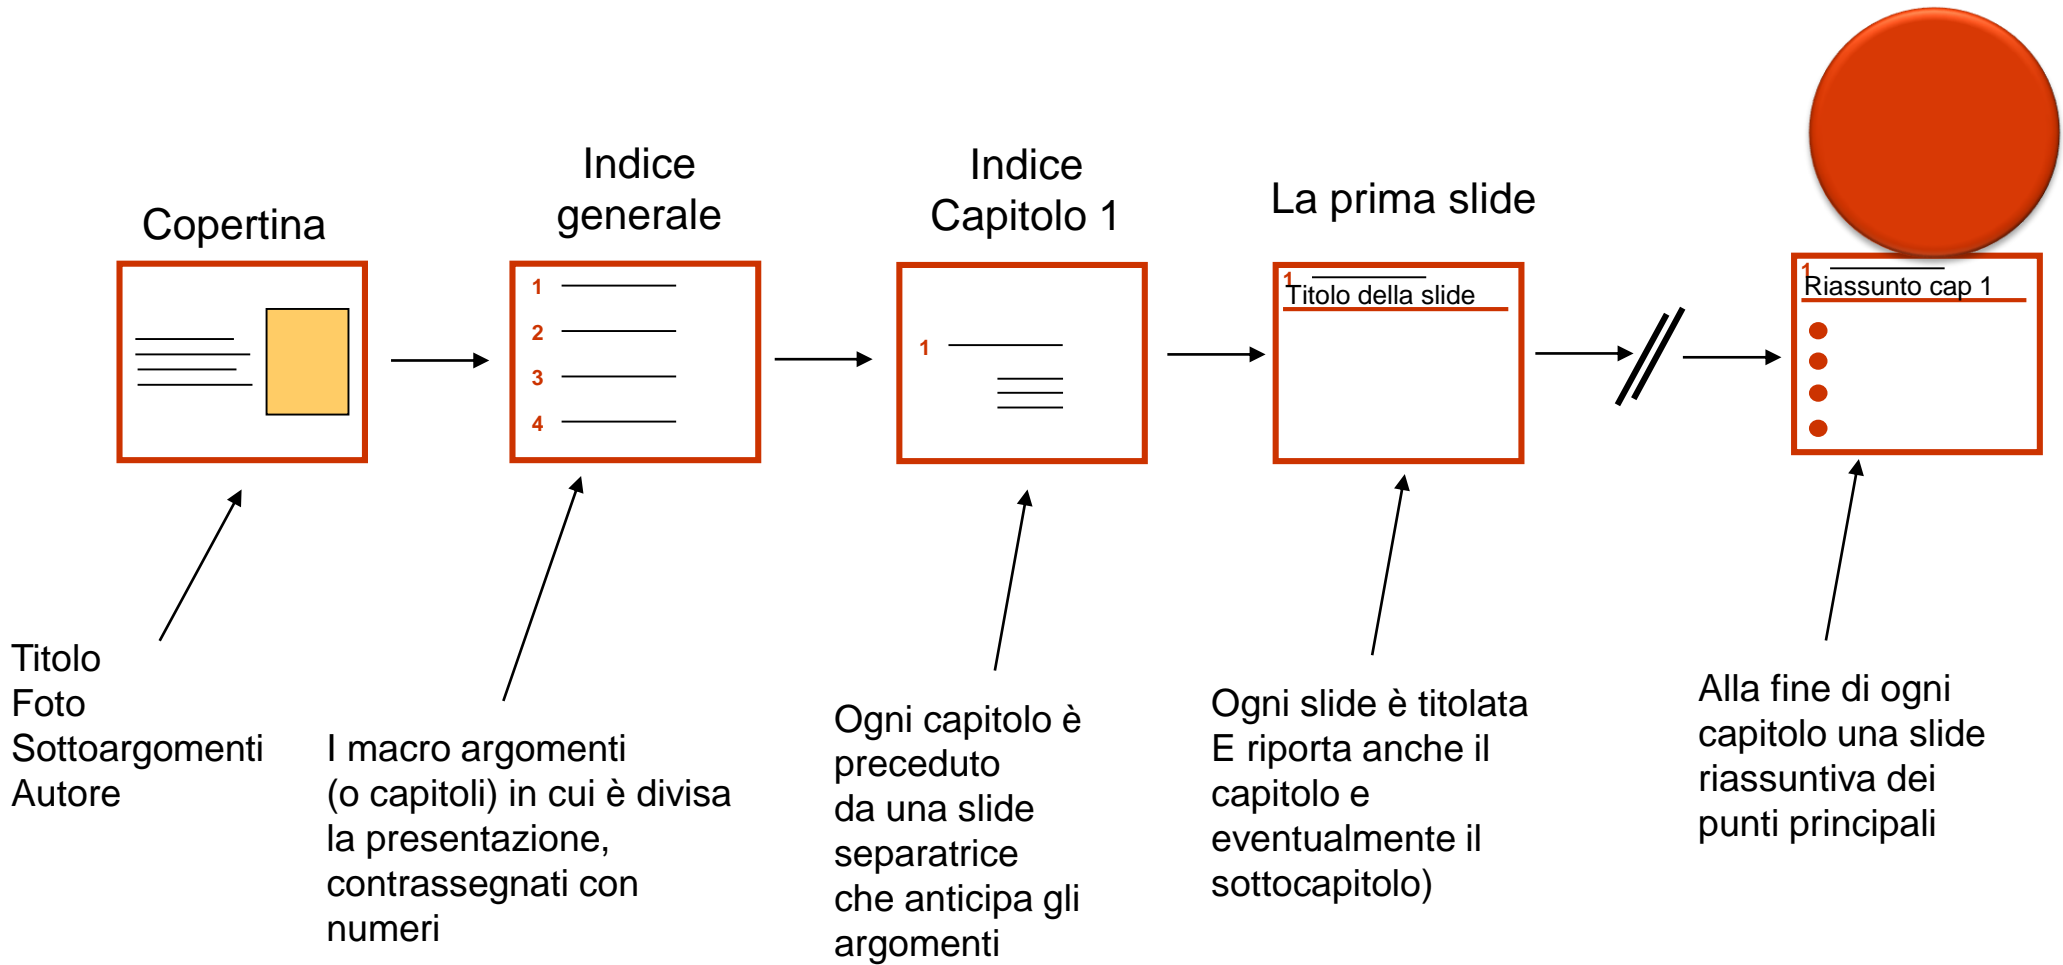 Copertina
Indice
generale
Indice
Capitolo 1
La prima slide
1
2
3
4
1
1
Titolo della slide
1
Riassunto cap 1
Titolo
Foto
Sottoargomenti
Autore
I macro argomenti
(o capitoli) in cui è divisa
la presentazione,
contrassegnati con
numeri
Ogni capitolo è
preceduto
da una slide
separatrice
che anticipa gli
argomenti
Ogni slide è titolata
E riporta anche il
capitolo e
eventualmente il
sottocapitolo)
Alla fine di ogni
capitolo una slide
riassuntiva dei
punti principali